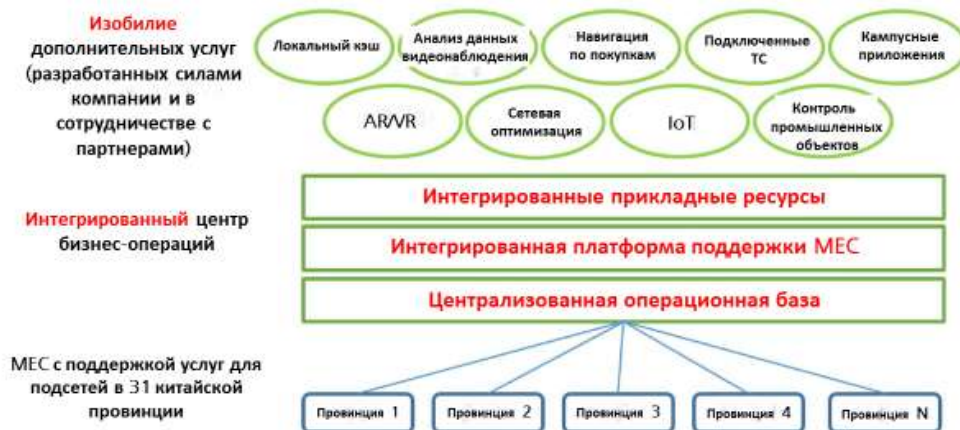 Изобилие
дополнительных услуг
(разработанных силами
компании и в
сотрудничестве с
партнерами)
Локальный кэш
Анализ данных
видеонаблюдения
Навигация
по покупкам
Подключенные
ТС
Кампусные
приложения
AR/VR
Сетевая
оптимизация
IoT
Контроль
промышленных
объектов
Интегрированный центр
бизнес-операций
Интегрированные прикладные ресурсы
Интегрированная платформа поддержки MEC
Централизованная операционная база
MEC с поддержкой услуг для
подсетей в 31 китайской
провинции
Провинция 1
Провинция 2
Провинция 3
Провинция 4
Провинция N